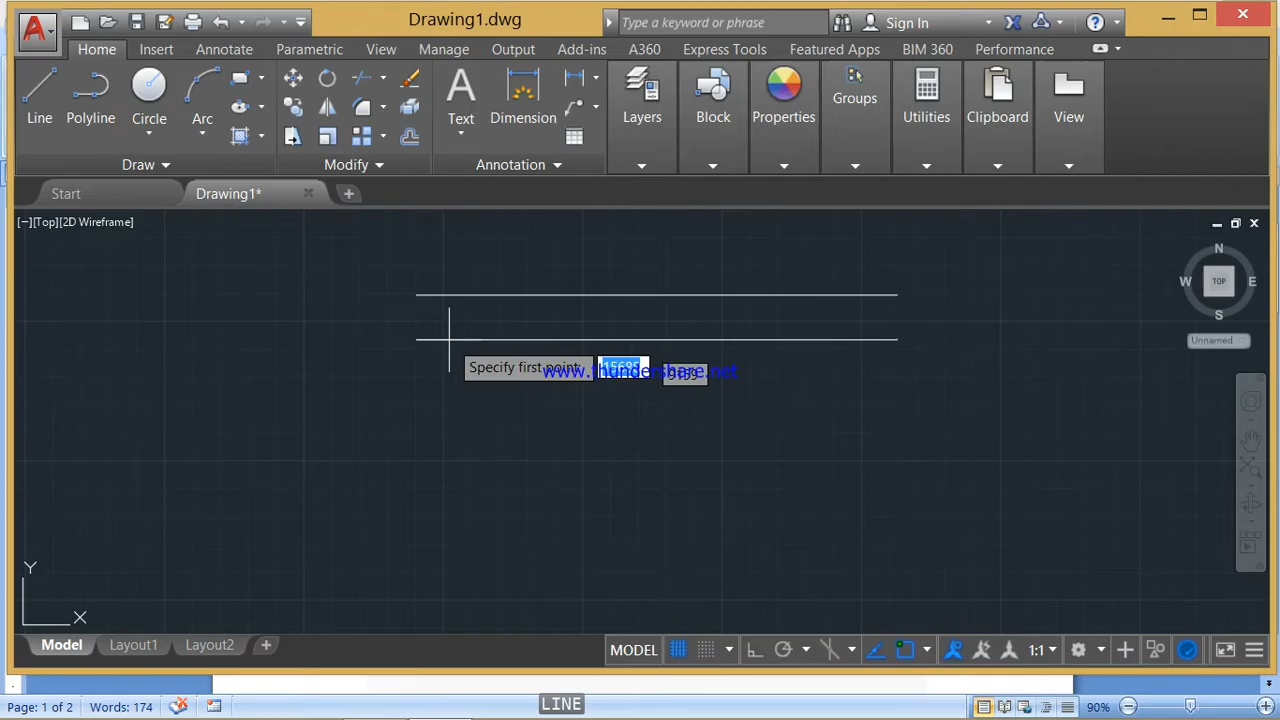 Drawing1.dwg
Type a keyword or phrase
Sign In
Home Insert Annotate Parametric View Manage Output Add-ins A360 Express Tools Featured Apps BIM 360 Performance
Line Polyline Circle Arc Text Dimension Layers Block Properties Groups Utilities Clipboard View
Draw Modify Annotation
Start Drawing1*
[−][Top][2D Wireframe]
N
W TOP E
S
Unnamed
Specify first point:
www.thundershare.net
Y
X
Model Layout1 Layout2
MODEL 1:1
Page: 1 of 2 Words: 174 LINE 90%